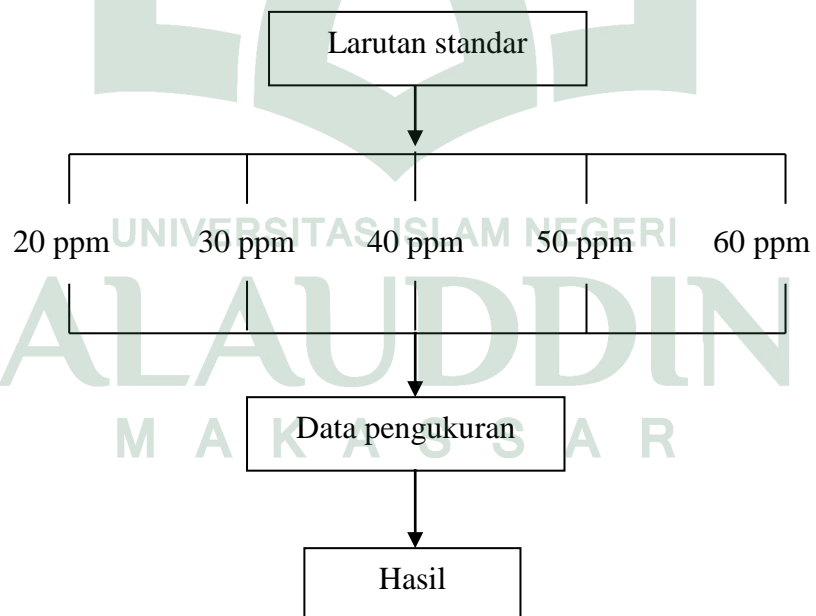 Larutan standar
UNIVERSITAS ISLAM NEGERI
20 ppm 30 ppm 40 ppm 50 ppm 60 ppm
ALAUDDIN
Data pengukuran
MAKASSAR
Hasil